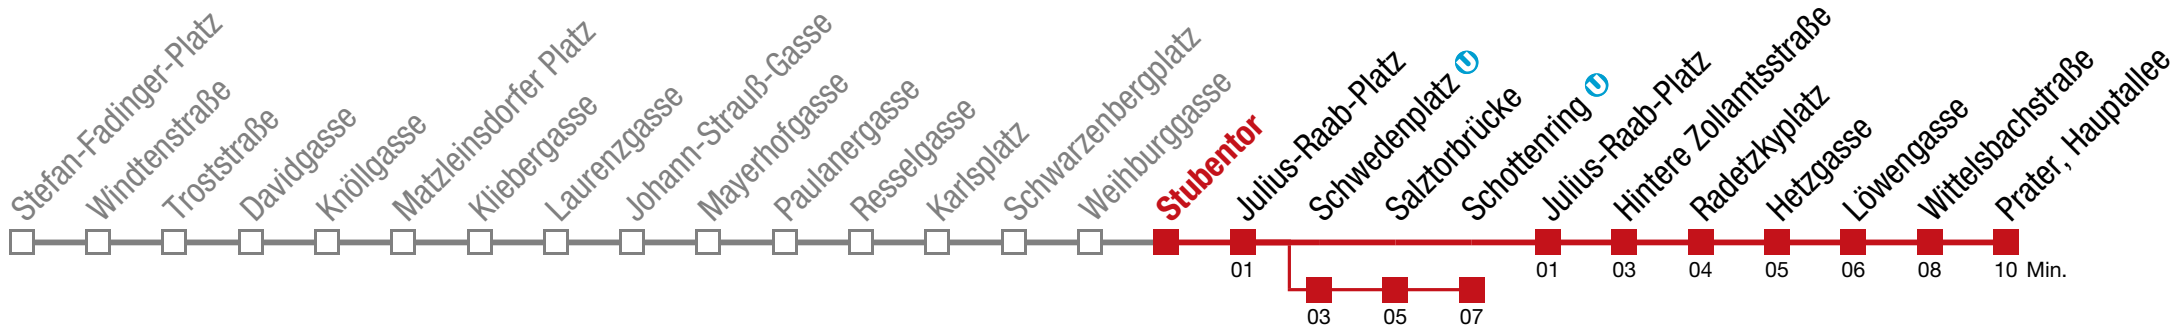 Stefan-Fadinger-Platz
Windtenstraße
Troststraße
Davidgasse
Knöllgasse
Matzleinsdorfer Platz
Kliebergasse
Laurenzgasse
Johann-Strauß-Gasse
Mayerhofgasse
Paulanergasse
Resselgasse
Karlsplatz
Schwarzenbergplatz
Weihburggasse
Stubentor
Julius-Raab-Platz
Schwedenplatz U
Salztorbrücke
Schottenring U
Julius-Raab-Platz
Hintere Zollamtsstraße
Radetzkyplatz
Hetzgasse
Löwengasse
Wittelsbachstraße
Prater, Hauptallee
01 01 03 04 05 06 08 10 Min.
03 05 07